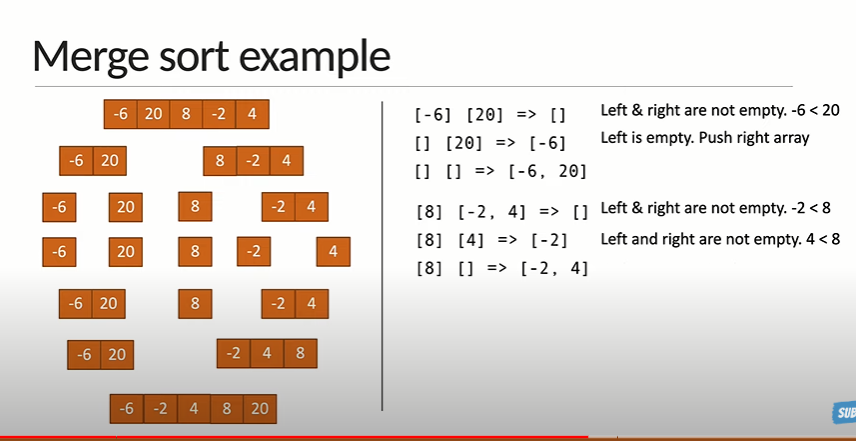 Merge sort example
-6 20 8 -2 4
-6 20 8 -2 4
-6 20 8 -2 4
-6 20 8 -2 4
-6 20 8 -2 4
-6 20 -2 4 8
-6 -2 4 8 20
[-6] [20] => [] Left & right are not empty. -6 < 20
[] [20] => [-6] Left is empty. Push right array
[] [] => [-6, 20]
[8] [-2, 4] => [] Left & right are not empty. -2 < 8
[8] [4] => [-2] Left and right are not empty. 4 < 8
[8] [] => [-2, 4]
SUB